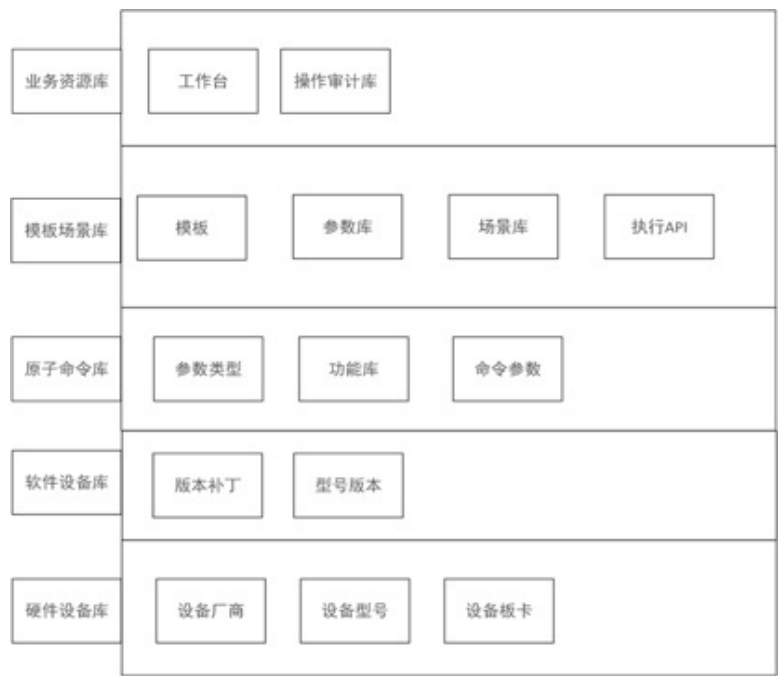 业务资源库
工作台
操作审计库
模板场景库
模板
参数库
场景库
执行API
原子命令库
参数类型
功能库
命令参数
软件设备库
版本补丁
型号版本
硬件设备库
设备厂商
设备型号
设备板卡